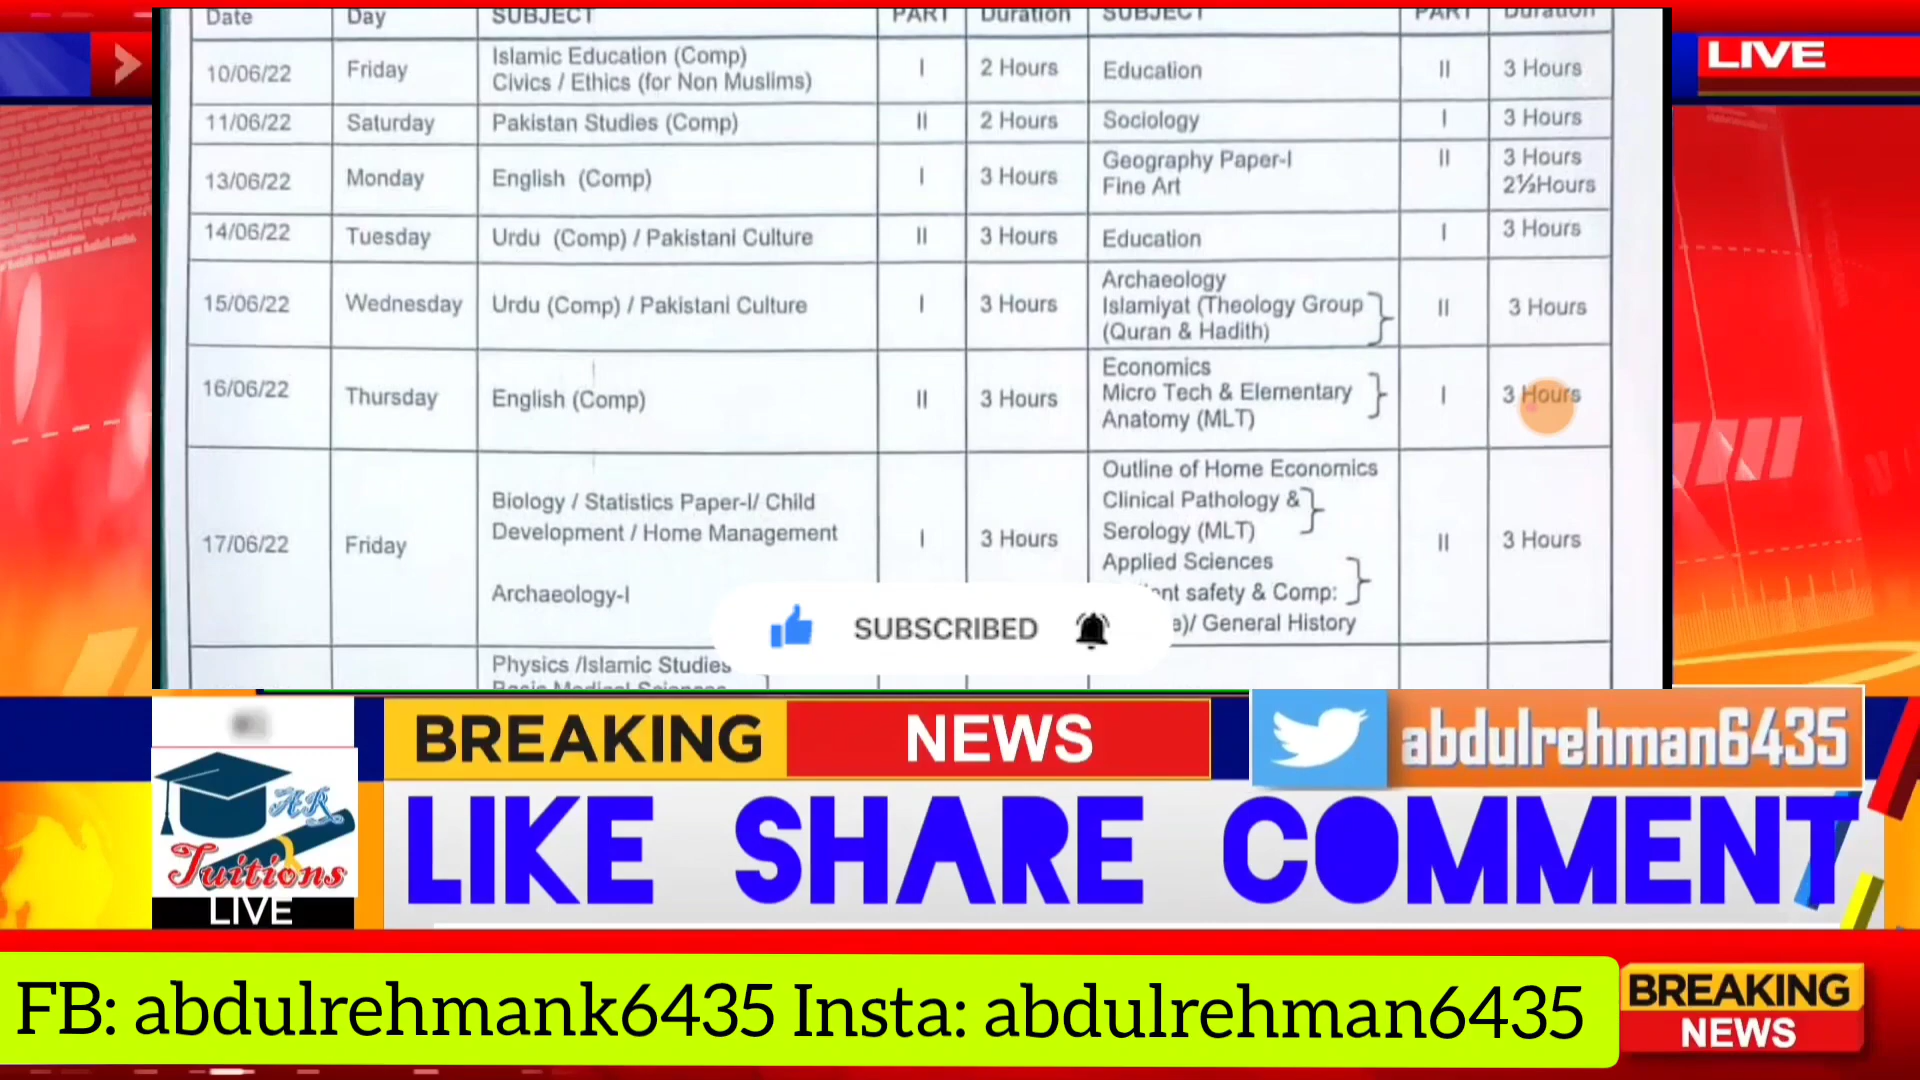 Date Day SUBJECT PART Duration SUBJECT PART Duration
LIVE
10/06/22 Friday Islamic Education (Comp) I 2 Hours Education II 3 Hours
Civics / Ethics (for Non Muslims)
11/06/22 Saturday Pakistan Studies (Comp) II 2 Hours Sociology I 3 Hours
13/06/22 Monday English (Comp) I 3 Hours Geography Paper-I II 3 Hours
Fine Art 2½Hours
14/06/22 Tuesday Urdu (Comp) / Pakistani Culture II 3 Hours Education I 3 Hours
Archaeology
15/06/22 Wednesday Urdu (Comp) / Pakistani Culture I 3 Hours Islamiyat (Theology Group II 3 Hours
(Quran & Hadith)
Economics
16/06/22 Thursday English (Comp) II 3 Hours Micro Tech & Elementary I 3 Hours
Anatomy (MLT)
Outline of Home Economics
Biology / Statistics Paper-I/ Child Clinical Pathology &
Development / Home Management Serology (MLT)
17/06/22 Friday I 3 Hours II 3 Hours
Applied Sciences
Archaeology-I safety & Comp:
General History
SUBSCRIBED
Physics /Islamic Studies
Basic Medical Sciences
BREAKING NEWS
abdulrehman6435
AR
Tuitions
LIVE
LIKE SHARE COMMENT
FB: abdulrehmank6435 Insta: abdulrehman6435
BREAKING
NEWS